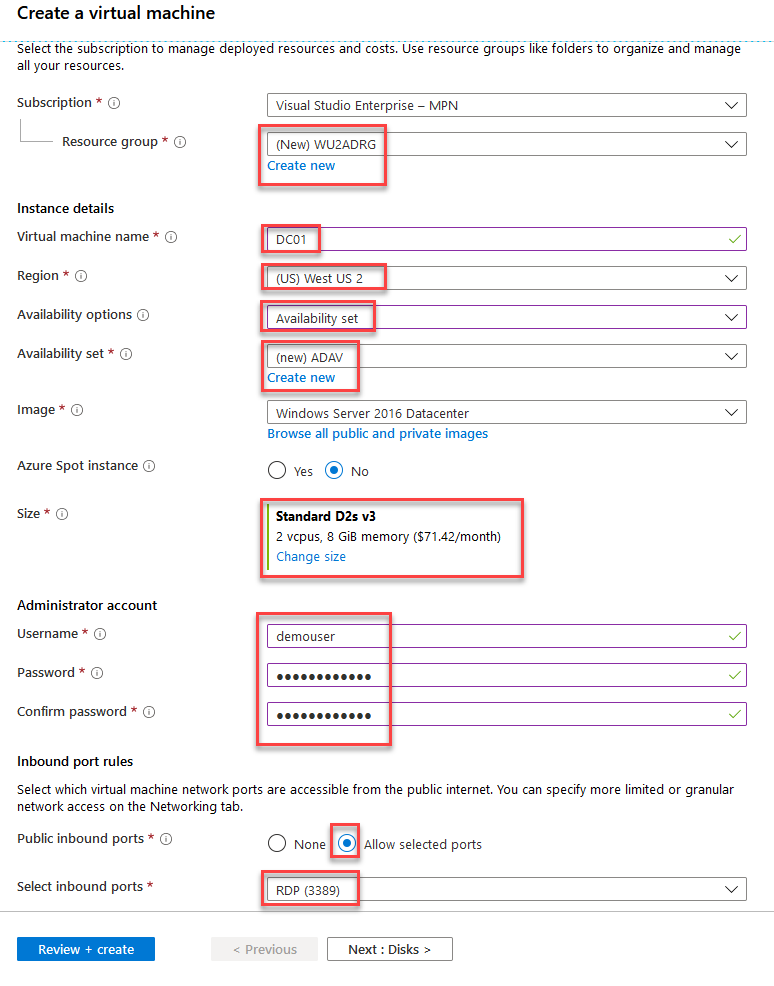 Create a virtual machine
Select the subscription to manage deployed resources and costs. Use resource groups like folders to organize and manage
all your resources.
Subscription *
Visual Studio Enterprise – MPN
Resource group *
(New) WU2ADRG
Create new
Instance details
Virtual machine name *
DC01
Region *
(US) West US 2
Availability options
Availability set
Availability set *
(new) ADAV
Create new
Image *
Windows Server 2016 Datacenter
Browse all public and private images
Azure Spot instance
Yes No
Size *
Standard D2s v3
2 vcpus, 8 GiB memory ($71.42/month)
Change size
Administrator account
Username *
demouser
Password *
●●●●●●●●●●●●
Confirm password *
●●●●●●●●●●●●
Inbound port rules
Select which virtual machine network ports are accessible from the public internet. You can specify more limited or granular
network access on the Networking tab.
Public inbound ports *
None Allow selected ports
Select inbound ports *
RDP (3389)
Review + create
< Previous
Next : Disks >